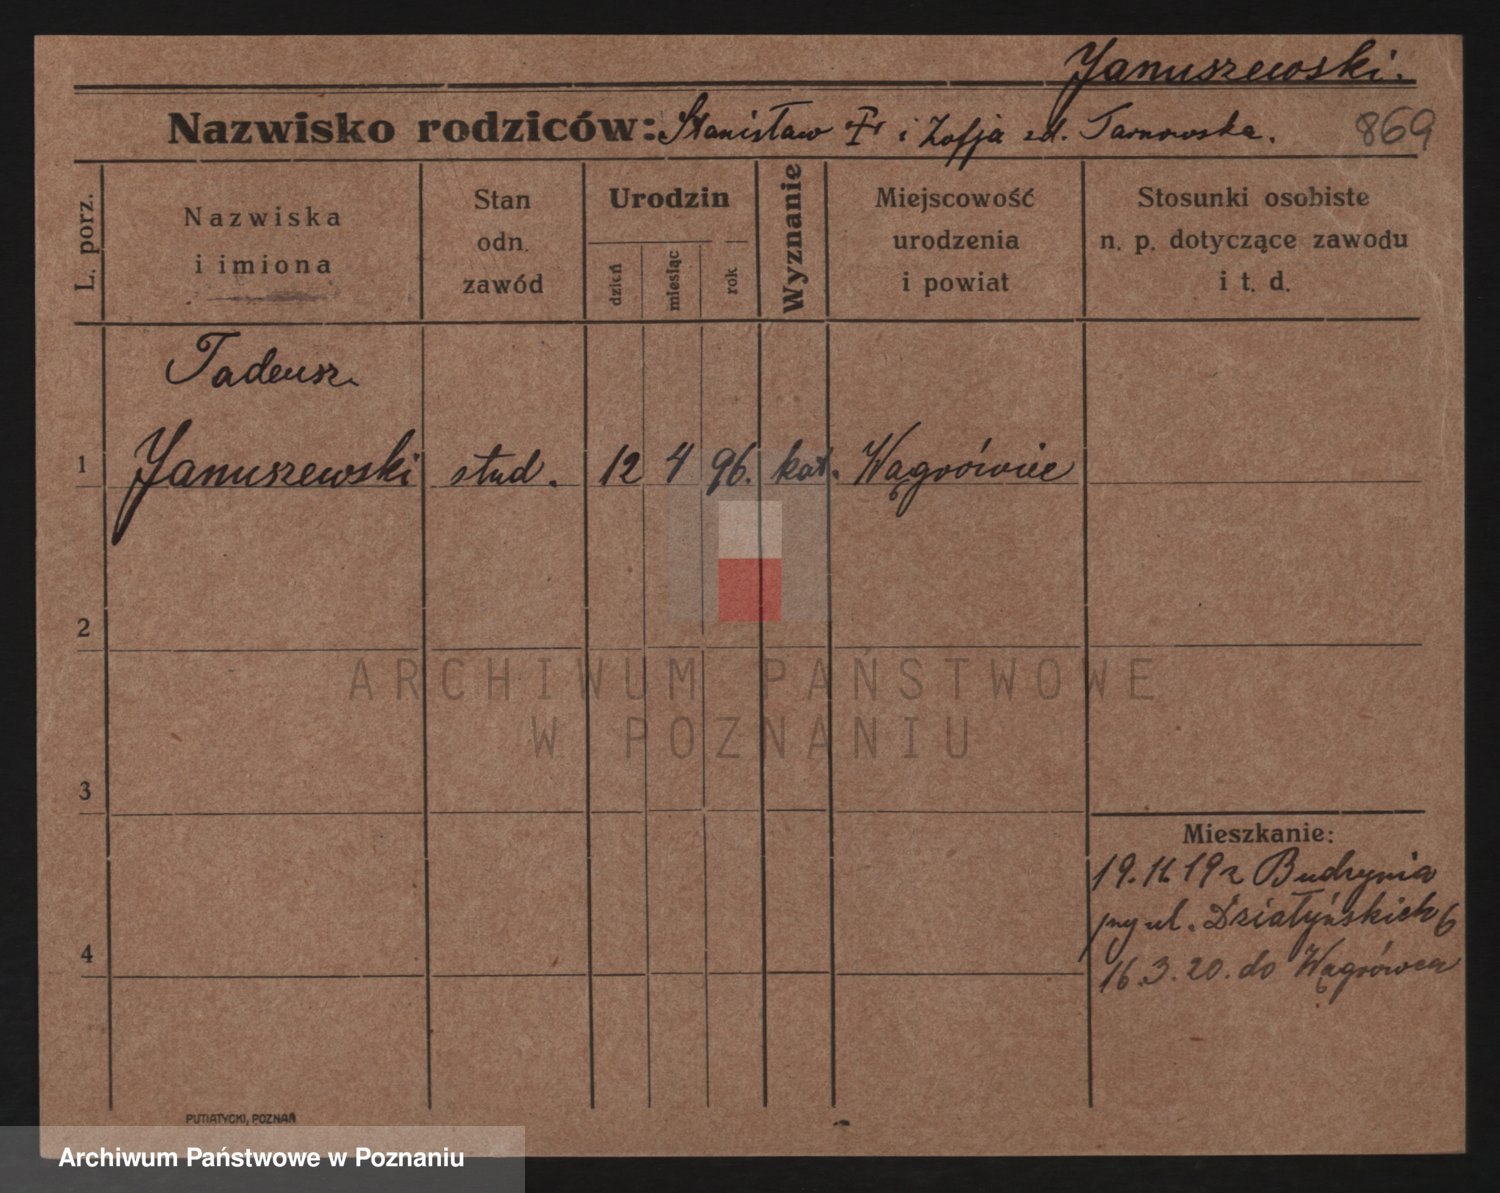 Januszewski.
Nazwisko rodziców: Stanisław i Zofja zd. Tarnowska. 869
L. porz.
Nazwiska
i imiona
Stan
odn.
zawód
Urodzin
dzień
miesiąc
rok
Wyznanie
Miejscowość
urodzenia
i powiat
Stosunki osobiste
n. p. dotyczące zawodu
i t. d.
Tadeusz
1 Januszewski stud. 12 4 96. kat. Wągrówiec
2
ARCHIWUM PAŃSTWOWE
W POZNANIU
3
Mieszkanie:
19.11.19 r Budzynia
przy ul. Działyńskich 6
4
16.3.20. do Wągrówca
PUTIATYCKI, POZNAŃ
Archiwum Państwowe w Poznaniu